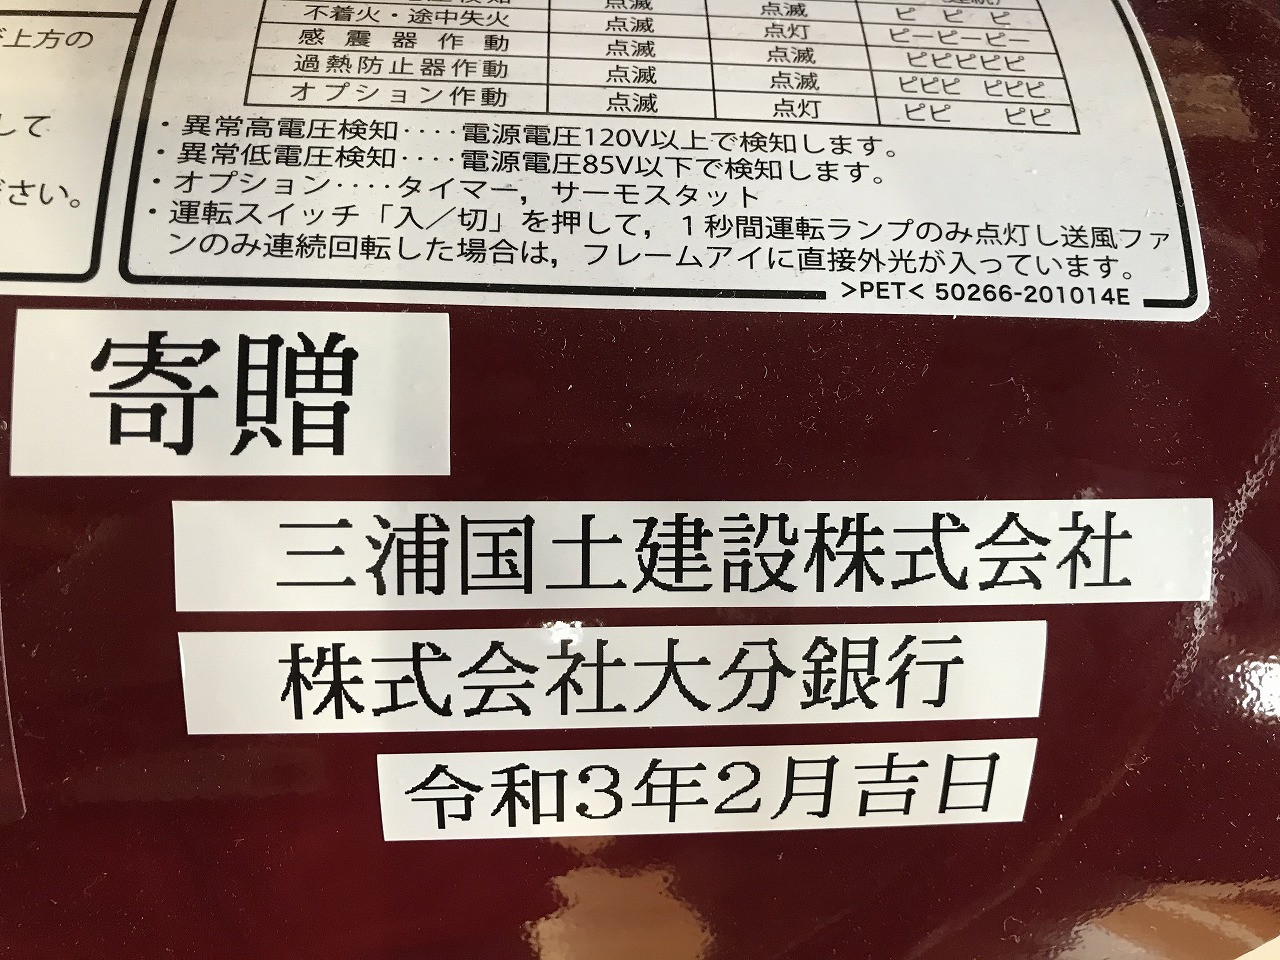 で上方の
して
ださい。
不着火・途中失火 点滅 点灯 ピ ピ ピ
感震器作動 点滅 点滅 ピーピーピー
過熱防止器作動 点滅 点滅 ピピピピピ
オプション作動 点滅 点灯 ピピ ピピ
・異常高電圧検知‥‥電源電圧120V以上で検知します。
・異常低電圧検知‥‥電源電圧85V以下で検知します。
・オプション‥‥タイマー，サーモスタット
・運転スイッチ「入／切」を押して，１秒間運転ランプのみ点灯し送風ファ
ンのみ連続回転した場合は，フレームアイに直接外光が入っています。
>PET< 50266-201014E
寄贈
三浦国土建設株式会社
株式会社大分銀行
令和3年2月吉日